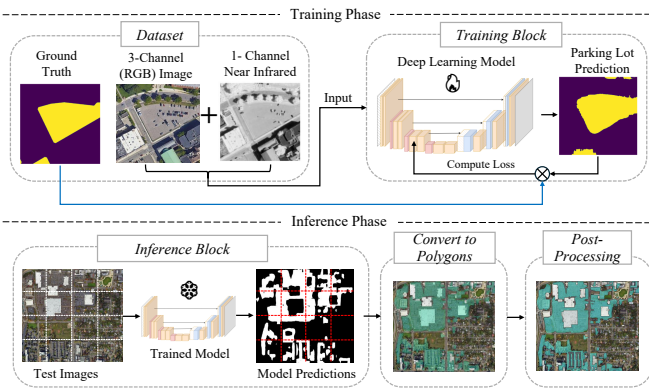 Training Phase
Dataset
Training Block
Ground
Truth
3-Channel
(RGB) Image
1- Channel
Near Infrared
Deep Learning Model
Parking Lot
Prediction
Input
Compute Loss
Inference Phase
Inference Block
Convert to
Polygons
Post-
Processing
Test Images
Trained Model
Model Predictions